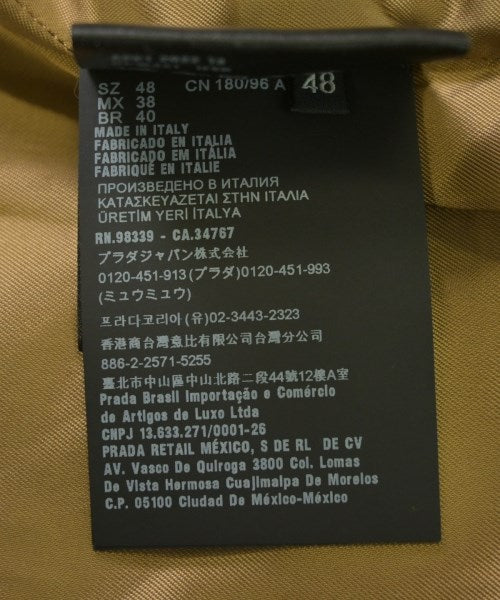 SZ 48 CN 180/96 A 48
MX 38
BR 40
MADE IN ITALY
FABRICADO EN ITALIA
FABRICADO EM ITÁLIA
FABRIQUÉ EN ITALIE
ПРОИЗВЕДЕНО В ИТАЛИЯ
ΚΑΤΑΣΚΕΥΑΖΕΤΑΙ ΣΤΗΝ ΙΤΑΛΙΑ
ÜRETİM YERİ İTALYA
RN.98339 - CA.34767
プラダジャパン株式会社
0120-451-913(プラダ)0120-451-993
(ミュウミュウ)
프라다코리아 (유)02-3443-2323
香港商台灣意比有限公司台灣分公司
886-2-2571-5255
臺北市中山區中山北路二段44號12樓A室
Prada Brasil Importação e Comércio
de Artigos de Luxo Ltda
CNPJ 13.633.271/0001-26
PRADA RETAIL MÉXICO, S DE RL DE CV
AV. Vasco De Quiroga 3800 Col. Lomas
De Vista Hermosa Cuajimalpa De Morelos
C.P. 05100 Ciudad De México-México